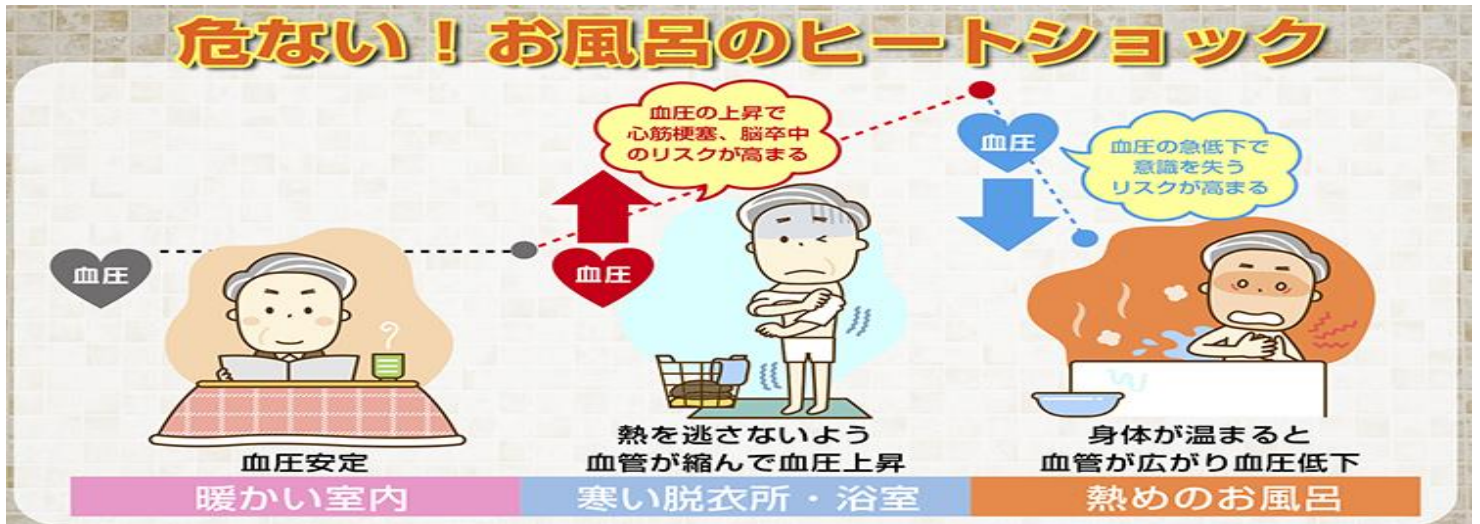 危ない！お風呂のヒートショック
血圧の上昇で
心筋梗塞、脳卒中
のリスクが高まる
血圧
血圧の急低下で
意識を失う
リスクが高まる
血圧
血圧
血圧安定
熱を逃さないよう
血管が縮んで血圧上昇
身体が温まると
血管が広がり血圧低下
暖かい室内
寒い脱衣所・浴室
熱めのお風呂